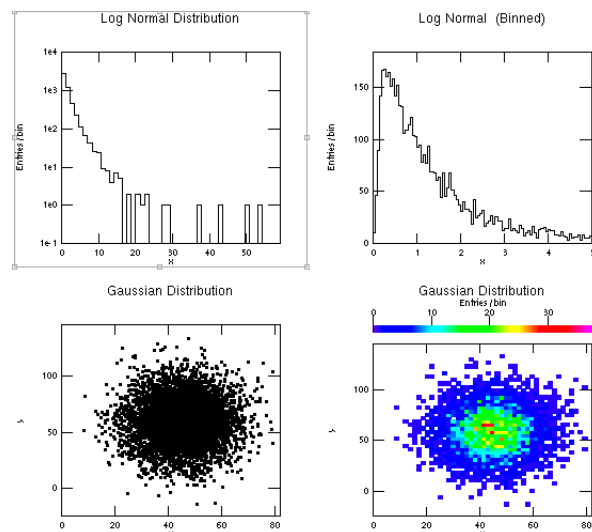 Log Normal Distribution
Entries/bin
1e4
1e3
1e2
1e1
1e0
1e-1
0 10 20 30 40 50
X
Log Normal (Binned)
Entries/bin
150
100
50
0
0 1 2 3 4 5
X
Gaussian Distribution
y
100
50
0
0 20 40 60 80
Gaussian Distribution
Entries/bin
0 10 20 30
y
100
50
0
0 20 40 60 80